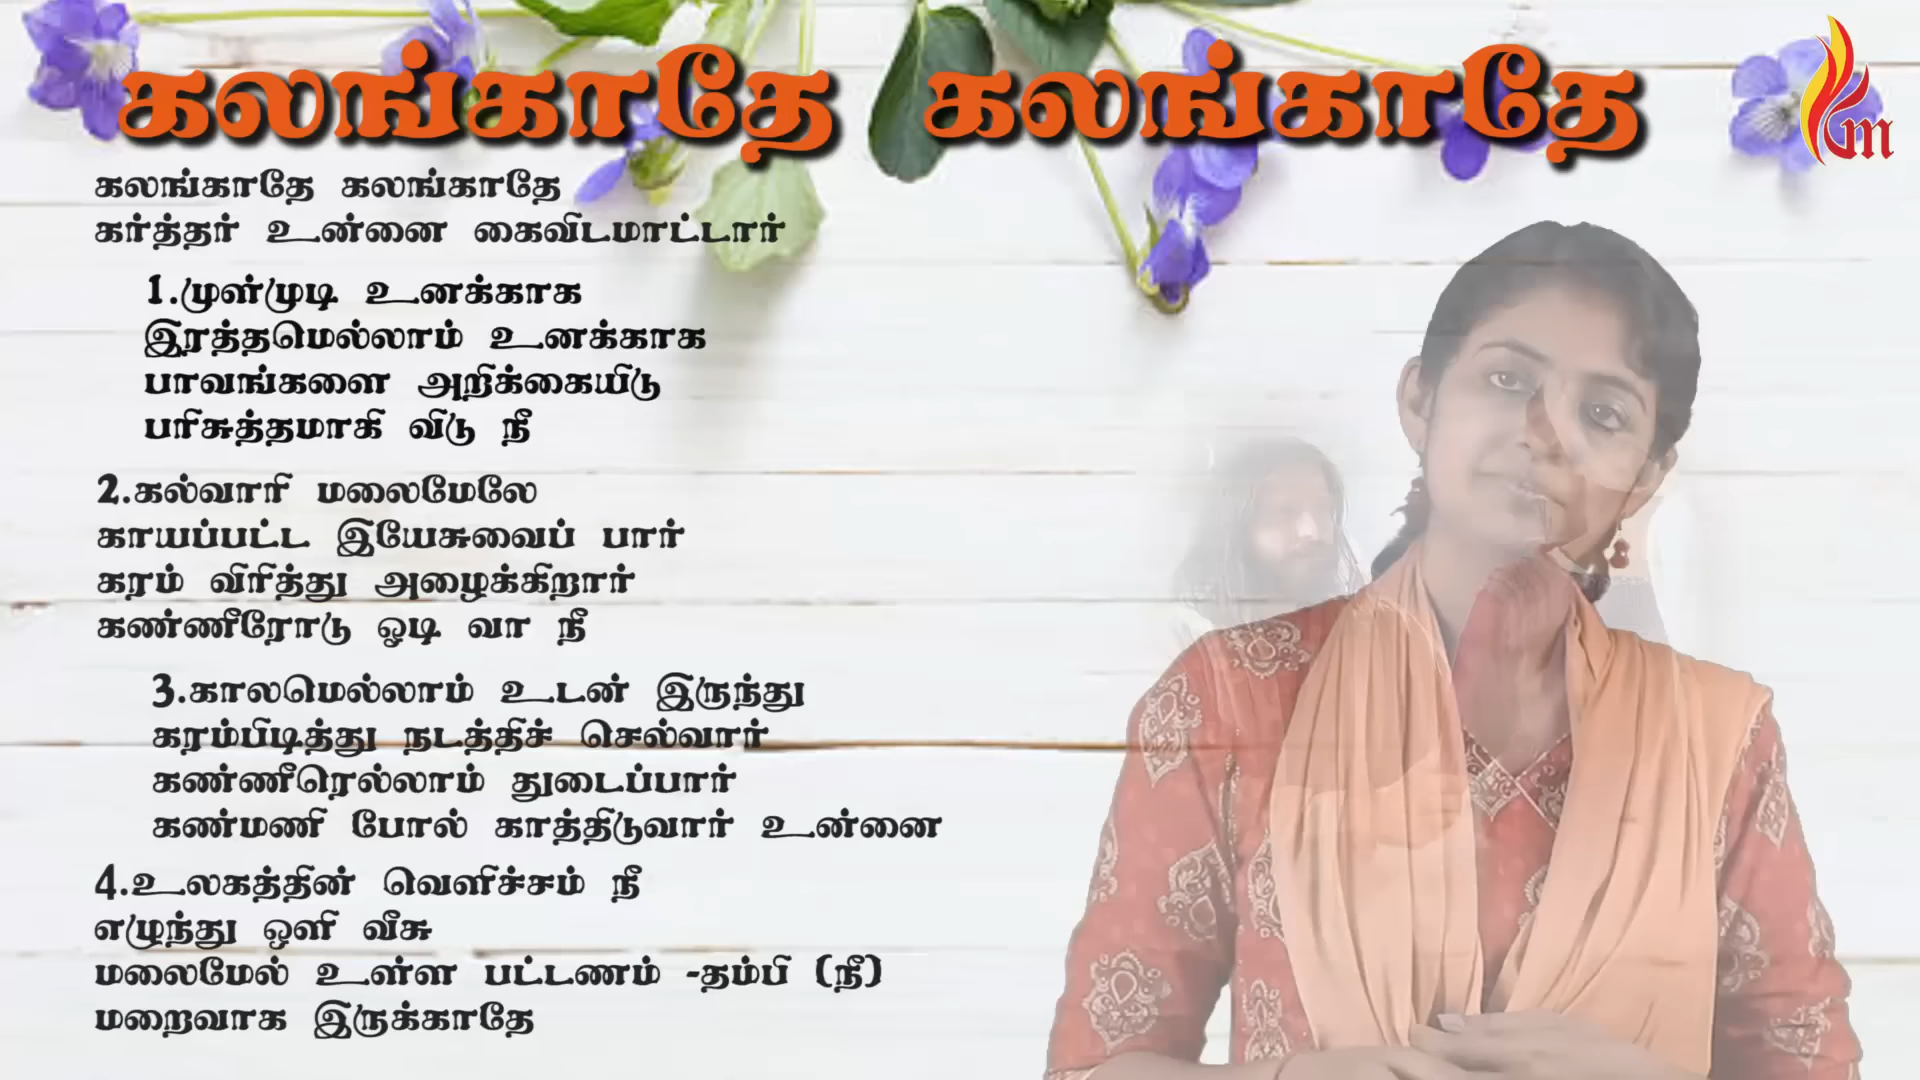 கலங்காதே கலங்காதே
கலங்காதே கலங்காதே
கர்த்தர் உன்னை கைவிடமாட்டார்
1.முள்முடி உனக்காக
இரத்தமெல்லாம் உனக்காக
பாவங்களை அறிக்கையிடு
பரிசுத்தமாகி விடு நீ
2.கல்வாரி மலைமேலே
காயப்பட்ட இயேசுவைப் பார்
கரம் விரித்து அழைக்கிறார்
கண்ணீரோடு ஓடி வா நீ
3.காலமெல்லாம் உடன் இருந்து
கரம்பிடித்து நடத்திச் செல்வார்
கண்ணீரெல்லாம் துடைப்பார்
கண்மணி போல் காத்திடுவார் உன்னை
4.உலகத்தின் வெளிச்சம் நீ
எழுந்து ஒளி வீசு
மலைமேல் உள்ள பட்டணம் -தம்பி (நீ)
மறைவாக இருக்காதே